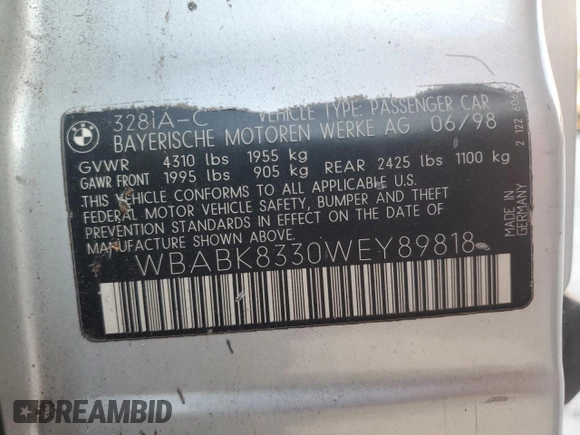 328iA-C VEHICLE TYPE: PASSENGER CAR
BAYERISCHE MOTOREN WERKE AG 06/98
GVWR 4310 lbs 1955 kg
GAWR FRONT 1995 lbs 905 kg REAR 2425 lbs 1100 kg
THIS VEHICLE CONFORMS TO ALL APPLICABLE U.S.
FEDERAL MOTOR VEHICLE SAFETY, BUMPER AND THEFT
PREVENTION STANDARDS IN EFFECT ON THE DATE OF
MANUFACTURE SHOWN ABOVE.
WBABK8330WEY89818
MADE IN
GERMANY
2 122
DREAMBID